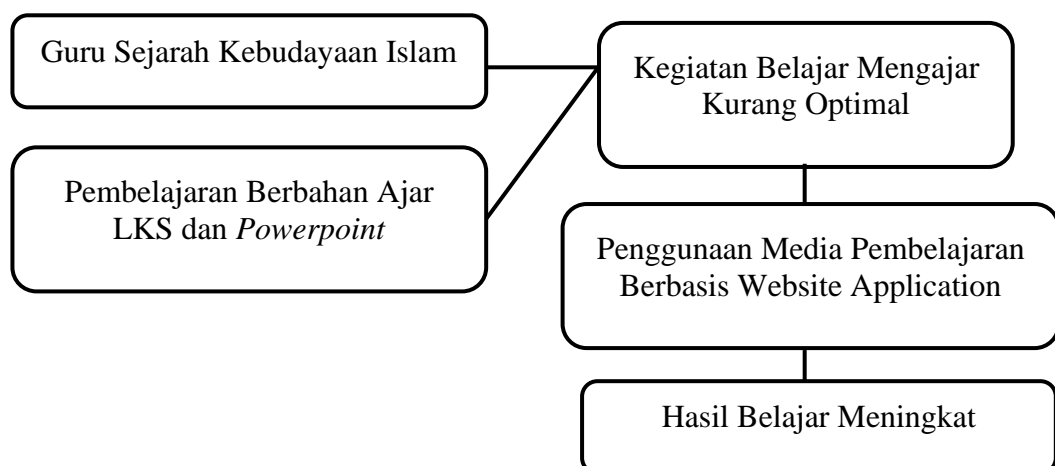 Guru Sejarah Kebudayaan Islam
Kegiatan Belajar Mengajar
Kurang Optimal
Pembelajaran Berbahan Ajar
LKS dan Powerpoint
Penggunaan Media Pembelajaran
Berbasis Website Application
Hasil Belajar Meningkat